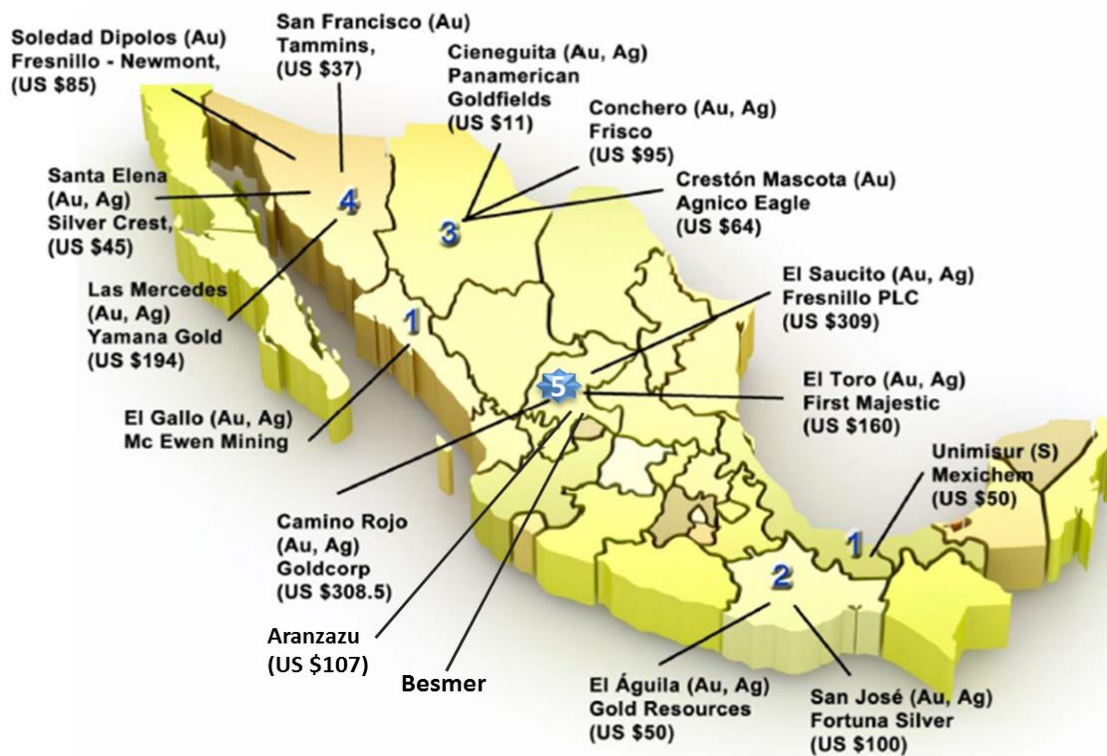 Soledad Dipolos (Au)
Fresnillo - Newmont,
(US $85)
San Francisco (Au)
Tammins,
(US $37)
Cieneguita (Au, Ag)
Panamerican
Goldfields
(US $11)
Conchero (Au, Ag)
Frisco
(US $95)
Crestón Mascota (Au)
Agnico Eagle
(US $64)
Santa Elena
(Au, Ag)
Silver Crest,
(US $45)
4
3
Las Mercedes
(Au, Ag)
Yamana Gold
(US $194)
1
El Saucito (Au, Ag)
Fresnillo PLC
(US $309)
5
El Toro (Au, Ag)
First Majestic
(US $160)
El Gallo (Au, Ag)
Mc Ewen Mining
Unimisur (S)
Mexichem
(US $50)
Camino Rojo
(Au, Ag)
Goldcorp
(US $308.5)
1
2
Aranzazu
(US $107)
Besmer
El Águila (Au, Ag)
Gold Resources
(US $50)
San José (Au, Ag)
Fortuna Silver
(US $100)